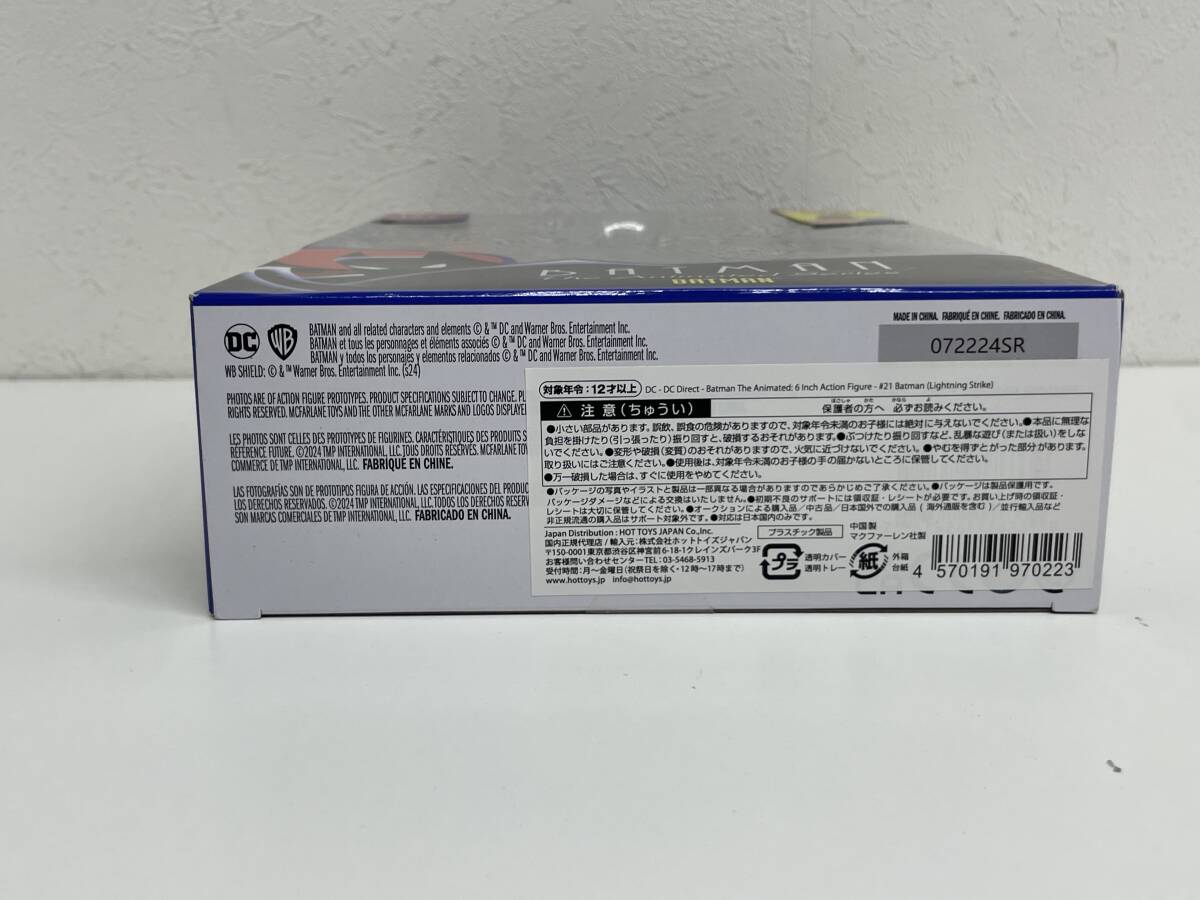 BATMAN
BATMAN
DC WB
BATMAN and all related characters and elements © & ™ DC and Warner Bros. Entertainment Inc.
BATMAN et tous les personnages et éléments associés © & ™ DC and Warner Bros. Entertainment Inc.
BATMAN y todos los personajes y elementos relacionados © & ™ DC and Warner Bros. Entertainment Inc.
WB SHIELD: © & ™ Warner Bros. Entertainment Inc. (s24)
MADE IN CHINA. FABRIQUÉ EN CHINE. FABRICADO EN CHINA.
072224SR
PHOTOS ARE OF ACTION FIGURE PROTOTYPES. PRODUCT SPECIFICATIONS SUBJECT TO CHANGE.
RIGHTS RESERVED. MCFARLANE TOYS AND THE OTHER MCFARLANE MARKS AND LOGOS DISPLAYE
LES PHOTOS SONT CELLES DES PROTOTYPES DE FIGURINES. CARACTÉRISTIQUES DES PRODUITS S
REFERENCE FUTURE. ©2024 TMP INTERNATIONAL, LLC. TOUS DROITS RÉSERVÉS. MCFARLANE TOY
COMMERCE DE TMP INTERNATIONAL, LLC. FABRIQUÉ EN CHINE.
LAS FOTOGRAFÍAS SON DE PROTOTIPOS FIGURA DE ACCIÓN. LAS ESPECIFICACIONES DEL PRODUC
DS DERECHOS RESERVADOS. ©2024 TMP INTERNATIONAL, LLC. TODOS LOS DERECHOS RESERV
SON MARCAS COMERCIALES DE TMP INTERNATIONAL, LLC. FABRICADO EN CHINA.
対象年令:12才以上 DC - DC Direct - Batman The Animated: 6 Inch Action Figure - #21 Batman (Lightning Strike)
注意(ちゅうい) 保護者の方へ 必ずお読みください。
●小さい部品があります。誤飲、誤食の危険がありますので、対象年令未満のお子様には絶対に与えないでください。●本品に無理な
負担を掛けたり(引っ張ったり)振り回すと、破損するおそれがあります。●ぶつけたり振り回すなど、乱暴な遊び(または扱い)をしな
いでください。●変形や破損(変質)のおそれがありますので、火気に近づけないでください。●やむを得ずとがった部分があります。
取り扱いにはご注意ください。●使用後は、対象年令未満のお子様の手の届かないところに保管してください。
●万一破損した場合は、すぐに使用をやめてください。
●パッケージの写真やイラストと製品は一部異なる場合がありますのであらかじめご了承ください。●パッケージは製品保護用です。
パッケージダメージなどによる交換はいたしません。●初期不良のサポートには領収証・レシートが必要です。お買い上げ時の領収証・
レシートは大切に保管してください。●オークションによる購入品/中古品/日本国外での購入品(海外通販を含む)/並行輸入品など
非正規流通の購入品はサポート対象外です。●対応は日本国内のみです。
Japan Distribution : HOT TOYS JAPAN Co.,Inc.
国内正規代理店/輸入元:株式会社ホットトイズジャパン
〒150-0001東京都渋谷区神宮前6-18-1クレインズパーク3F
お客様問い合わせセンターTEL:03-5468-5913
受付時間:月~金曜日(祝祭日を除く・12時~17時まで)
www.hottoys.jp info@hottoys.jp
プラスチック製品
中国製
マクファーレン社製
プラ 透明カバー 透明トレー
紙 外箱 台紙
4 570191 970223